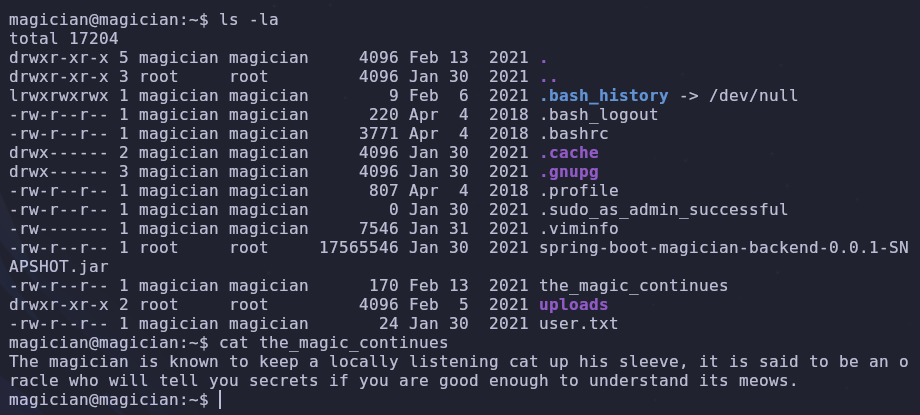 magician@magician:~$ ls -la
total 17204
drwxr-xr-x 5 magician magician     4096 Feb 13  2021 .
drwxr-xr-x 3 root     root         4096 Jan 30  2021 ..
lrwxrwxrwx 1 magician magician        9 Feb  6  2021 .bash_history -> /dev/null
-rw-r--r-- 1 magician magician      220 Apr  4  2018 .bash_logout
-rw-r--r-- 1 magician magician     3771 Apr  4  2018 .bashrc
drwx------ 2 magician magician     4096 Jan 30  2021 .cache
drwx------ 3 magician magician     4096 Jan 30  2021 .gnupg
-rw-r--r-- 1 magician magician      807 Apr  4  2018 .profile
-rw-r--r-- 1 magician magician        0 Jan 30  2021 .sudo_as_admin_successful
-rw------- 1 magician magician     7546 Jan 31  2021 .viminfo
-rw-r--r-- 1 root     root     17565546 Jan 30  2021 spring-boot-magician-backend-0.0.1-SN
APSHOT.jar
-rw-r--r-- 1 magician magician      170 Feb 13  2021 the_magic_continues
drwxr-xr-x 2 root     root         4096 Feb  5  2021 uploads
-rw-r--r-- 1 magician magician       24 Jan 30  2021 user.txt
magician@magician:~$ cat the_magic_continues
The magician is known to keep a locally listening cat up his sleeve, it is said to be an o
racle who will tell you secrets if you are good enough to understand its meows.
magician@magician:~$